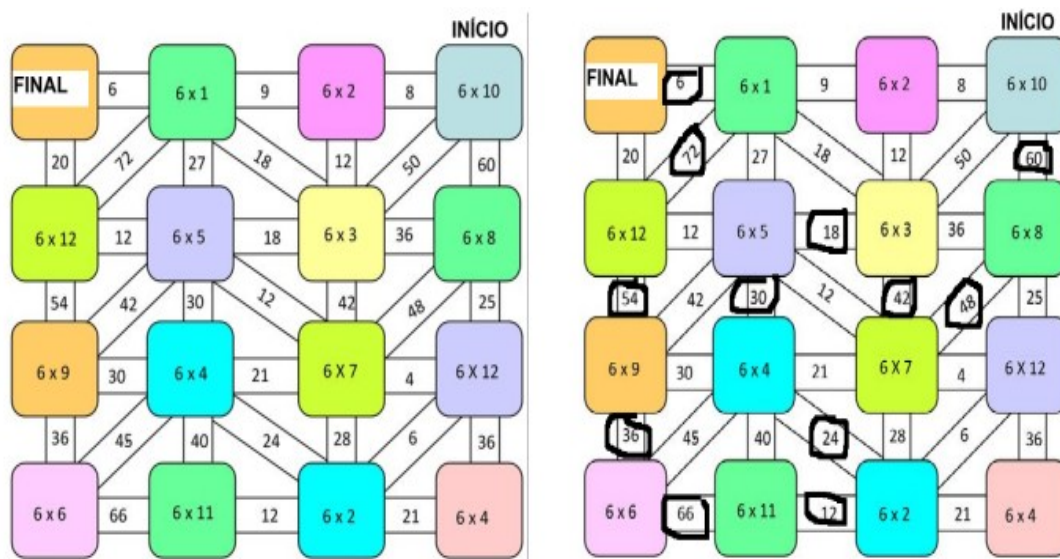 INÍCIO
FINAL 6 6 x 1 9 6 x 2 8 6 x 10
20 72 27 18 12 50 60
6 x 12 12 6 x 5 18 6 x 3 36 6 x 8
54 42 30 12 42 48 25
6 x 9 30 6 x 4 21 6 X 7 4 6 X 12
36 45 40 24 28 6 36
6 x 6 66 6 x 11 12 6 x 2 21 6 x 4
INÍCIO
FINAL 6 6 x 1 9 6 x 2 8 6 x 10
20 72 27 18 12 50 60
6 x 12 12 6 x 5 18 6 x 3 36 6 x 8
54 42 30 12 42 48 25
6 x 9 30 6 x 4 21 6 X 7 4 6 X 12
36 45 40 24 28 6 36
6 x 6 66 6 x 11 12 6 x 2 21 6 x 4